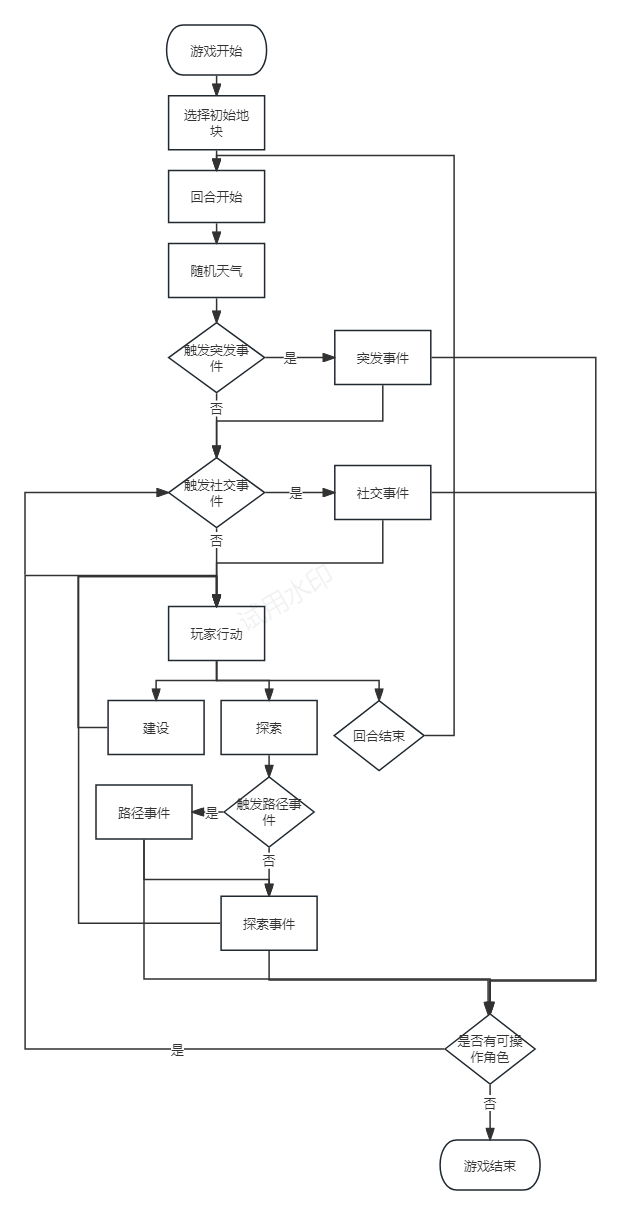 游戏开始
选择初始地
块
回合开始
随机天气
触发突发事
件
是
突发事件
否
触发社交事
件
是
社交事件
否
试用水印
玩家行动
建设
探索
回合结束
路径事件
是
触发路径事
件
否
探索事件
是否有可操
作角色
是
否
游戏结束